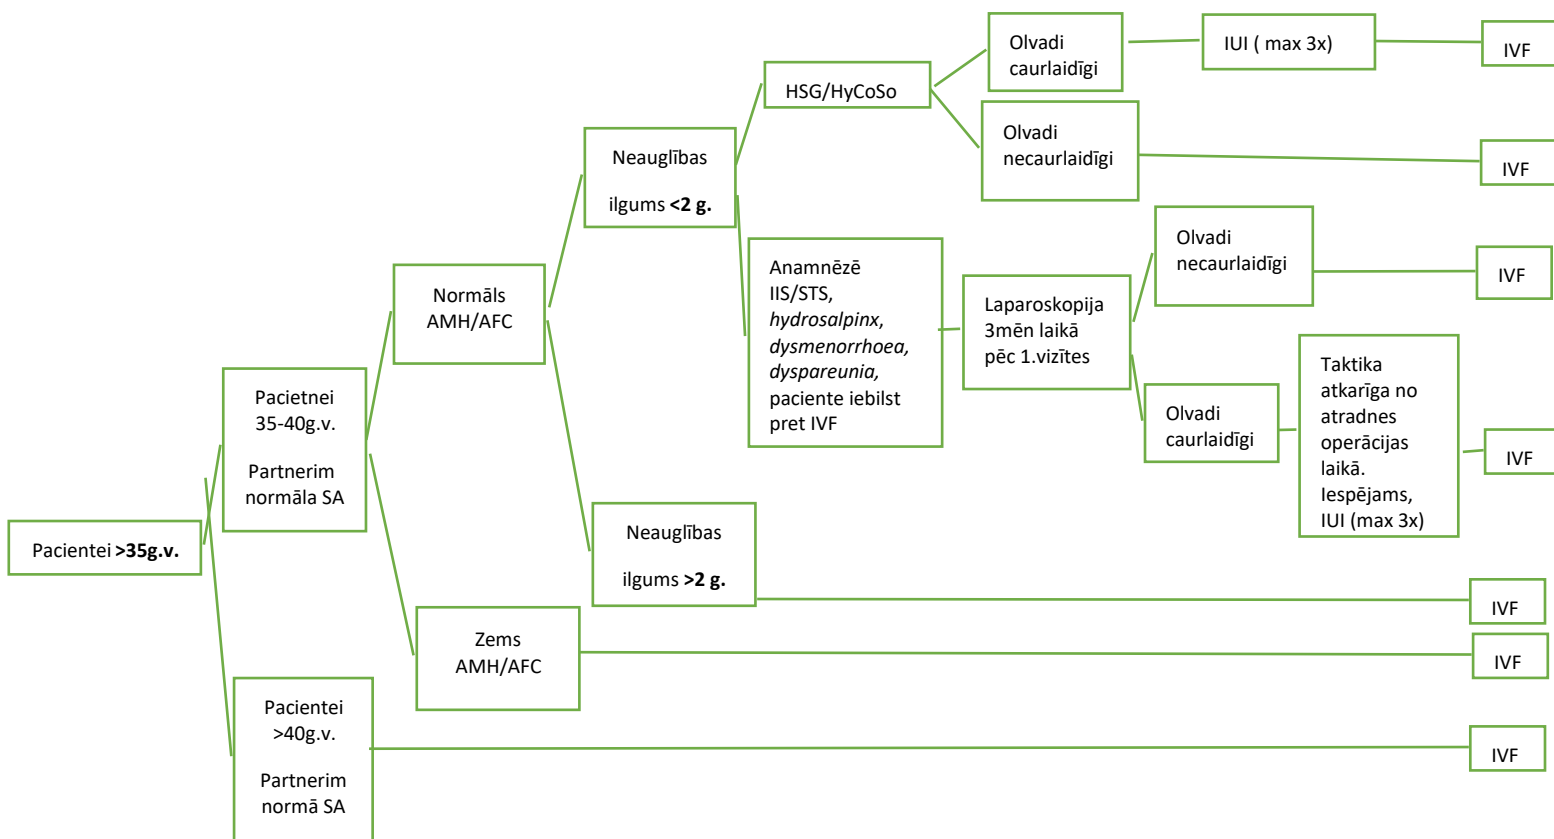 Pacientei >35g.v.
Pacietnei
35-40g.v.
Partnerim
normāla SA
Pacientei
>40g.v.
Partnerim
normā SA
Normāls
AMH/AFC
Zems
AMH/AFC
Neauglības
ilgums <2 g.
Neauglības
ilgums >2 g.
HSG/HyCoSo
Anamnēzē
IIS/STS,
hydrosalpinx,
dysmenorrhoea,
dyspareunia,
paciente iebilst
pret IVF
Olvadi
caurlaidīgi
Olvadi
necaurlaidīgi
Laparoskopija
3mēn laikā
pēc 1.vizītes
IUI ( max 3x)
Olvadi
necaurlaidīgi
Olvadi
caurlaidīgi
Taktika
atkarīga no
atradnes
operācijas
laikā.
Iespējams,
IUI (max 3x)
IVF
IVF
IVF
IVF
IVF
IVF
IVF